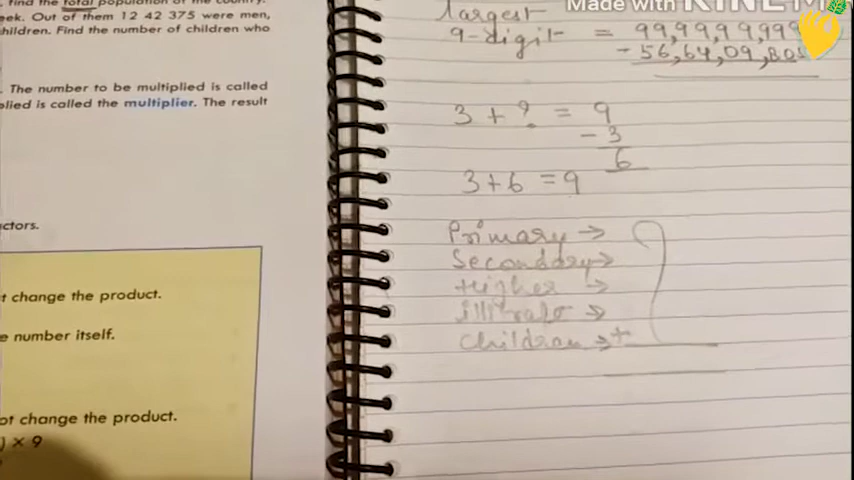 find the total population of the country.
eek. Out of them 12 42 375 were men,
children. Find the number of children who
. The number to be multiplied is called
plied is called the multiplier. The result
ctors.
t change the product.
e number itself.
ot change the product.
) × 9
Made with KINEM
largest
9-digit = 99,99,99,999
- 56,64,09,80
3 + ? = 9
- 3
6
3+6 = 9
Primary →
Secondary →
Higher →
→
Children → +